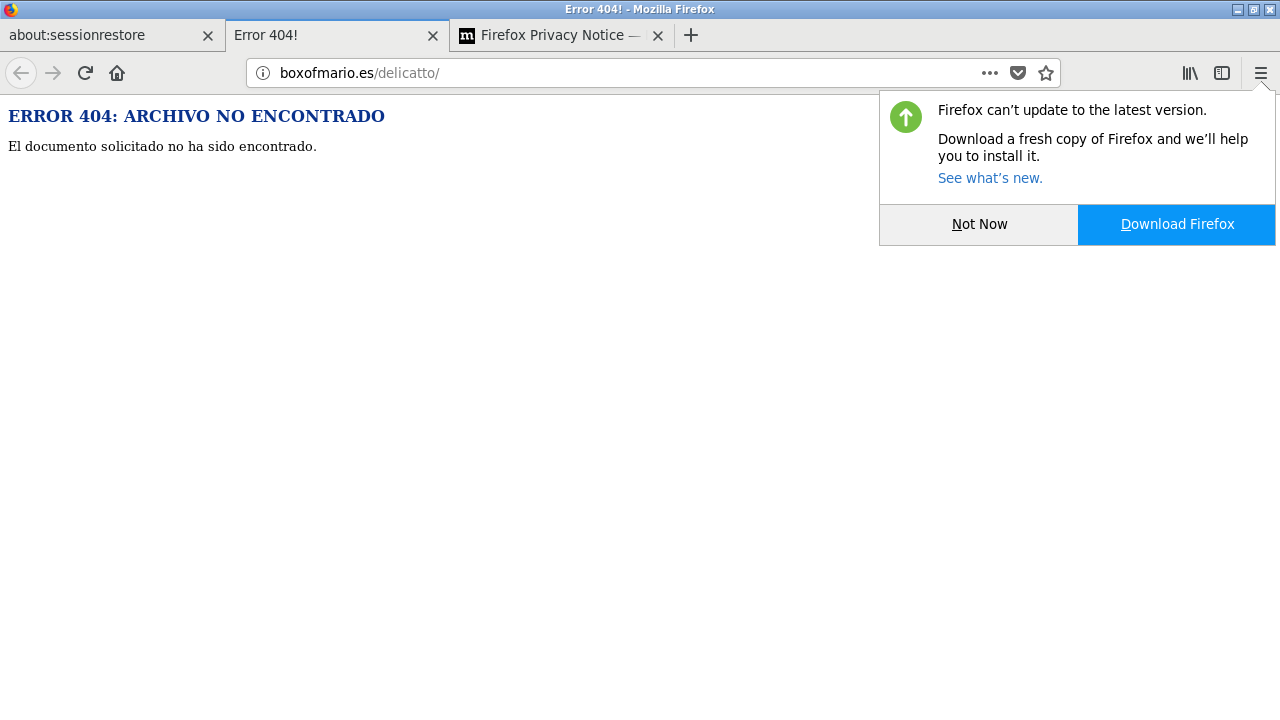 Error 404! - Mozilla Firefox
about:sessionrestore
Error 404!
m Firefox Privacy Notice —
boxofmario.es/delicatto/
ERROR 404: ARCHIVO NO ENCONTRADO
El documento solicitado no ha sido encontrado.
Firefox can’t update to the latest version.
Download a fresh copy of Firefox and we’ll help
you to install it.
See what’s new.
Not Now
Download Firefox